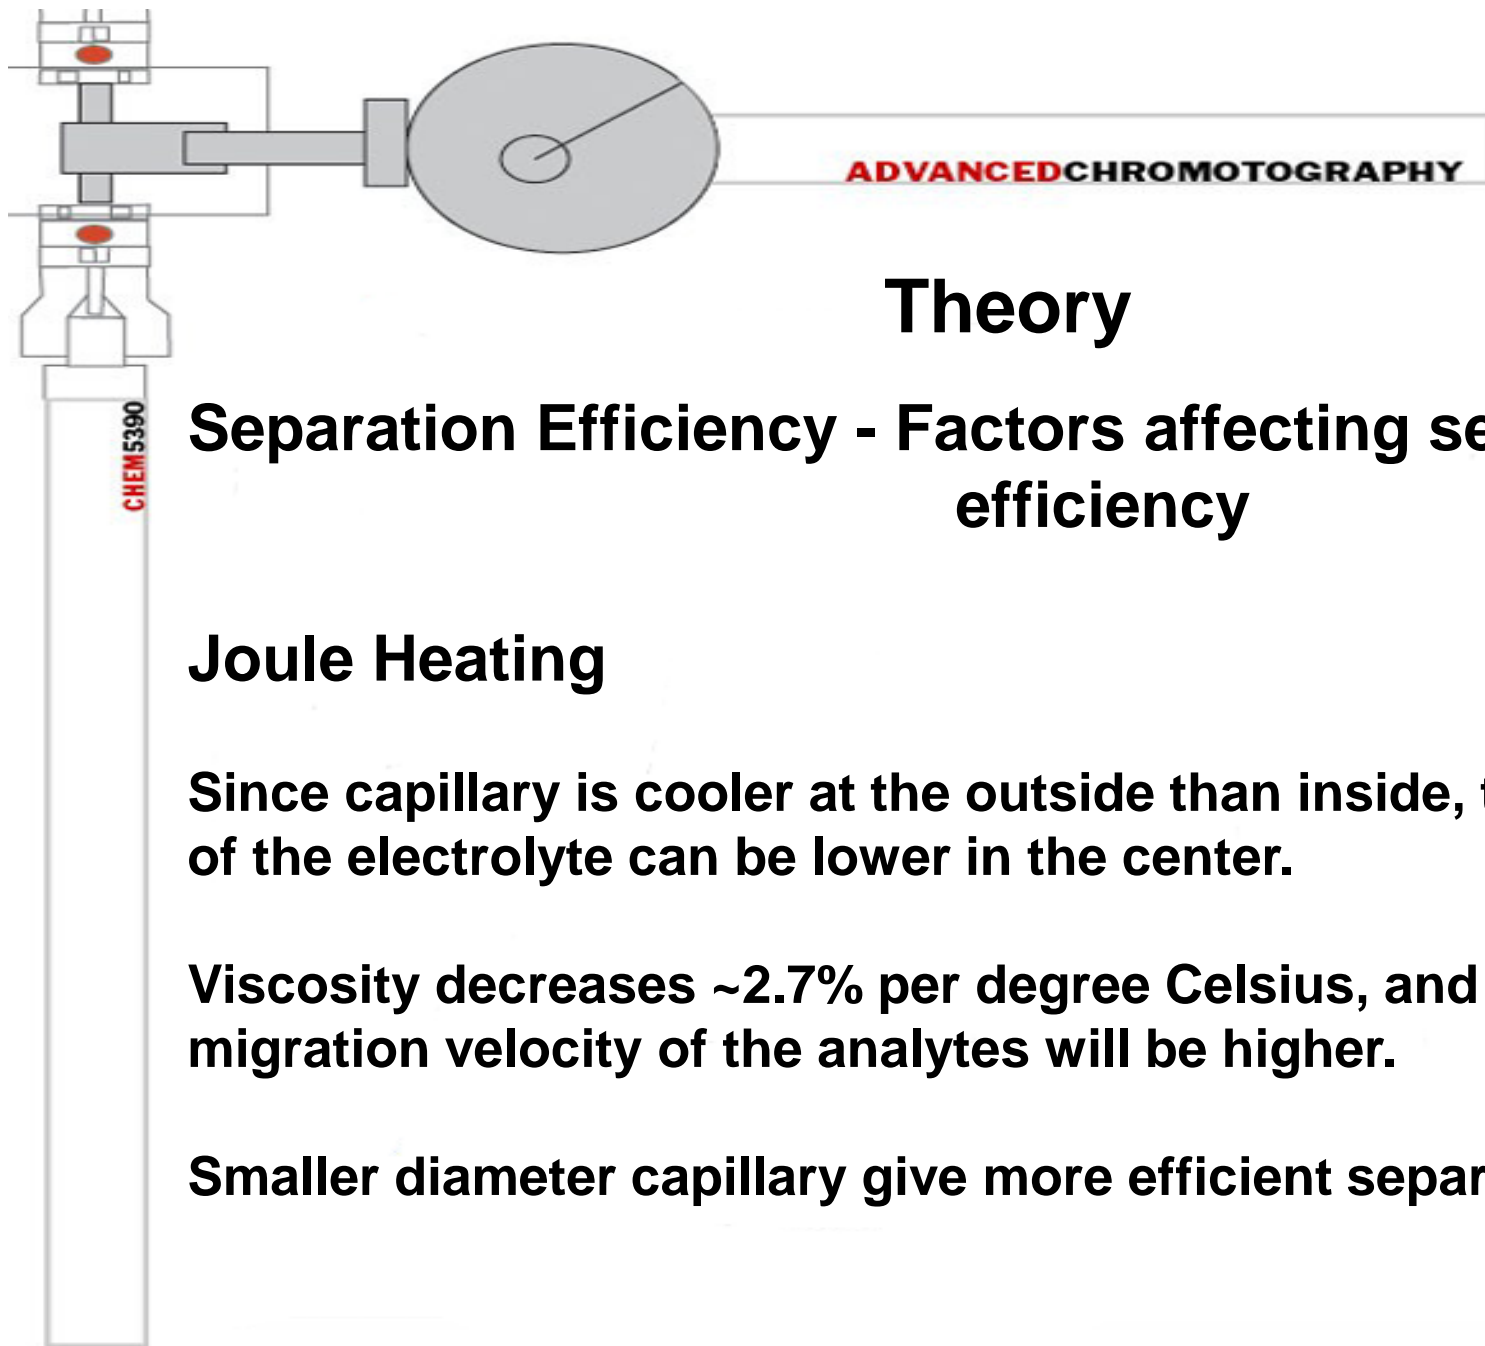 ADVANCEDCHROMOTOGRAPHY
Theory
Separation Efficiency - Factors affecting
efficiency
CHEM5390
Joule Heating
Since capillary is cooler at the outside than inside,
of the electrolyte can be lower in the center.
Viscosity decreases ~2.7% per degree Celsius, and
migration velocity of the analytes will be higher.
Smaller diameter capillary give more efficient